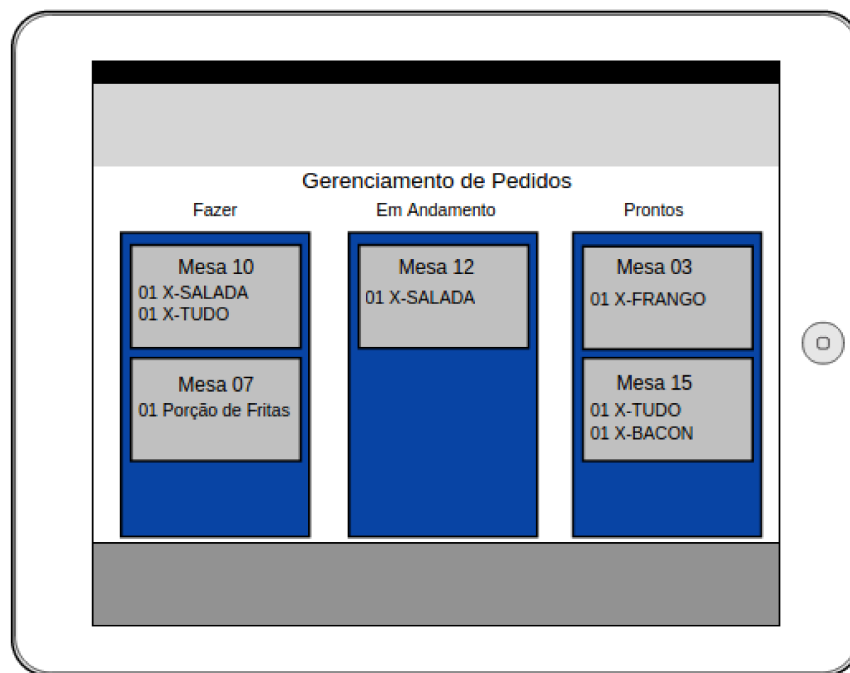 Gerenciamento de Pedidos
Fazer
Em Andamento
Prontos
Mesa 10
01 X-SALADA
01 X-TUDO
Mesa 07
01 Porção de Fritas
Mesa 12
01 X-SALADA
Mesa 03
01 X-FRANGO
Mesa 15
01 X-TUDO
01 X-BACON